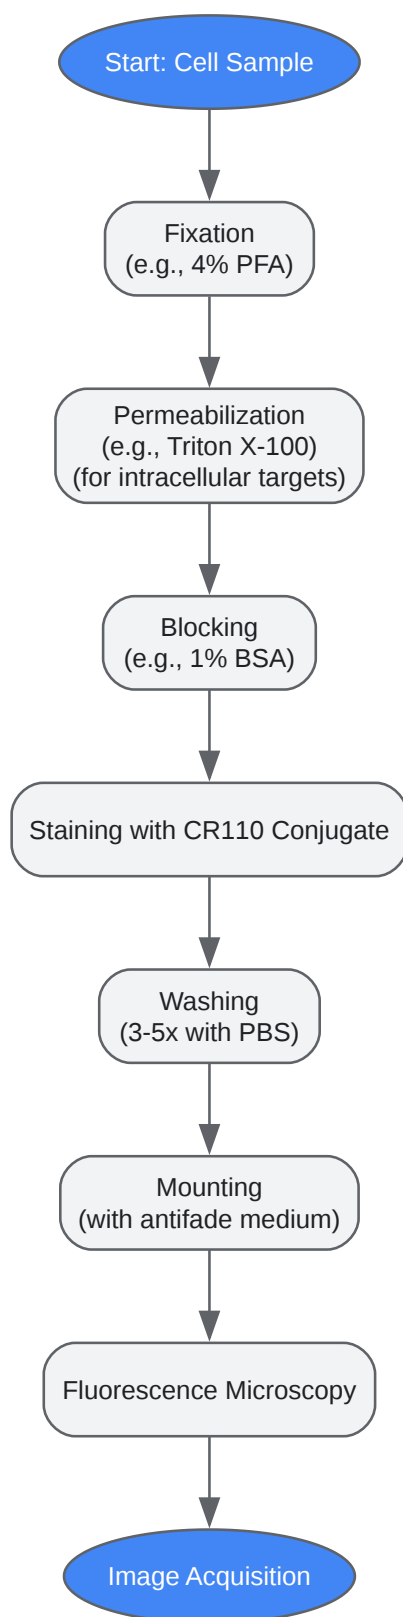 Start: Cell Sample
Fixation
(e.g., 4% PFA)
Permeabilization
(e.g., Triton X-100)
(for intracellular targets)
Blocking
(e.g., 1% BSA)
Staining with CR110 Conjugate
Washing
(3-5x with PBS)
Mounting
(with antifade medium)
Fluorescence Microscopy
Image Acquisition